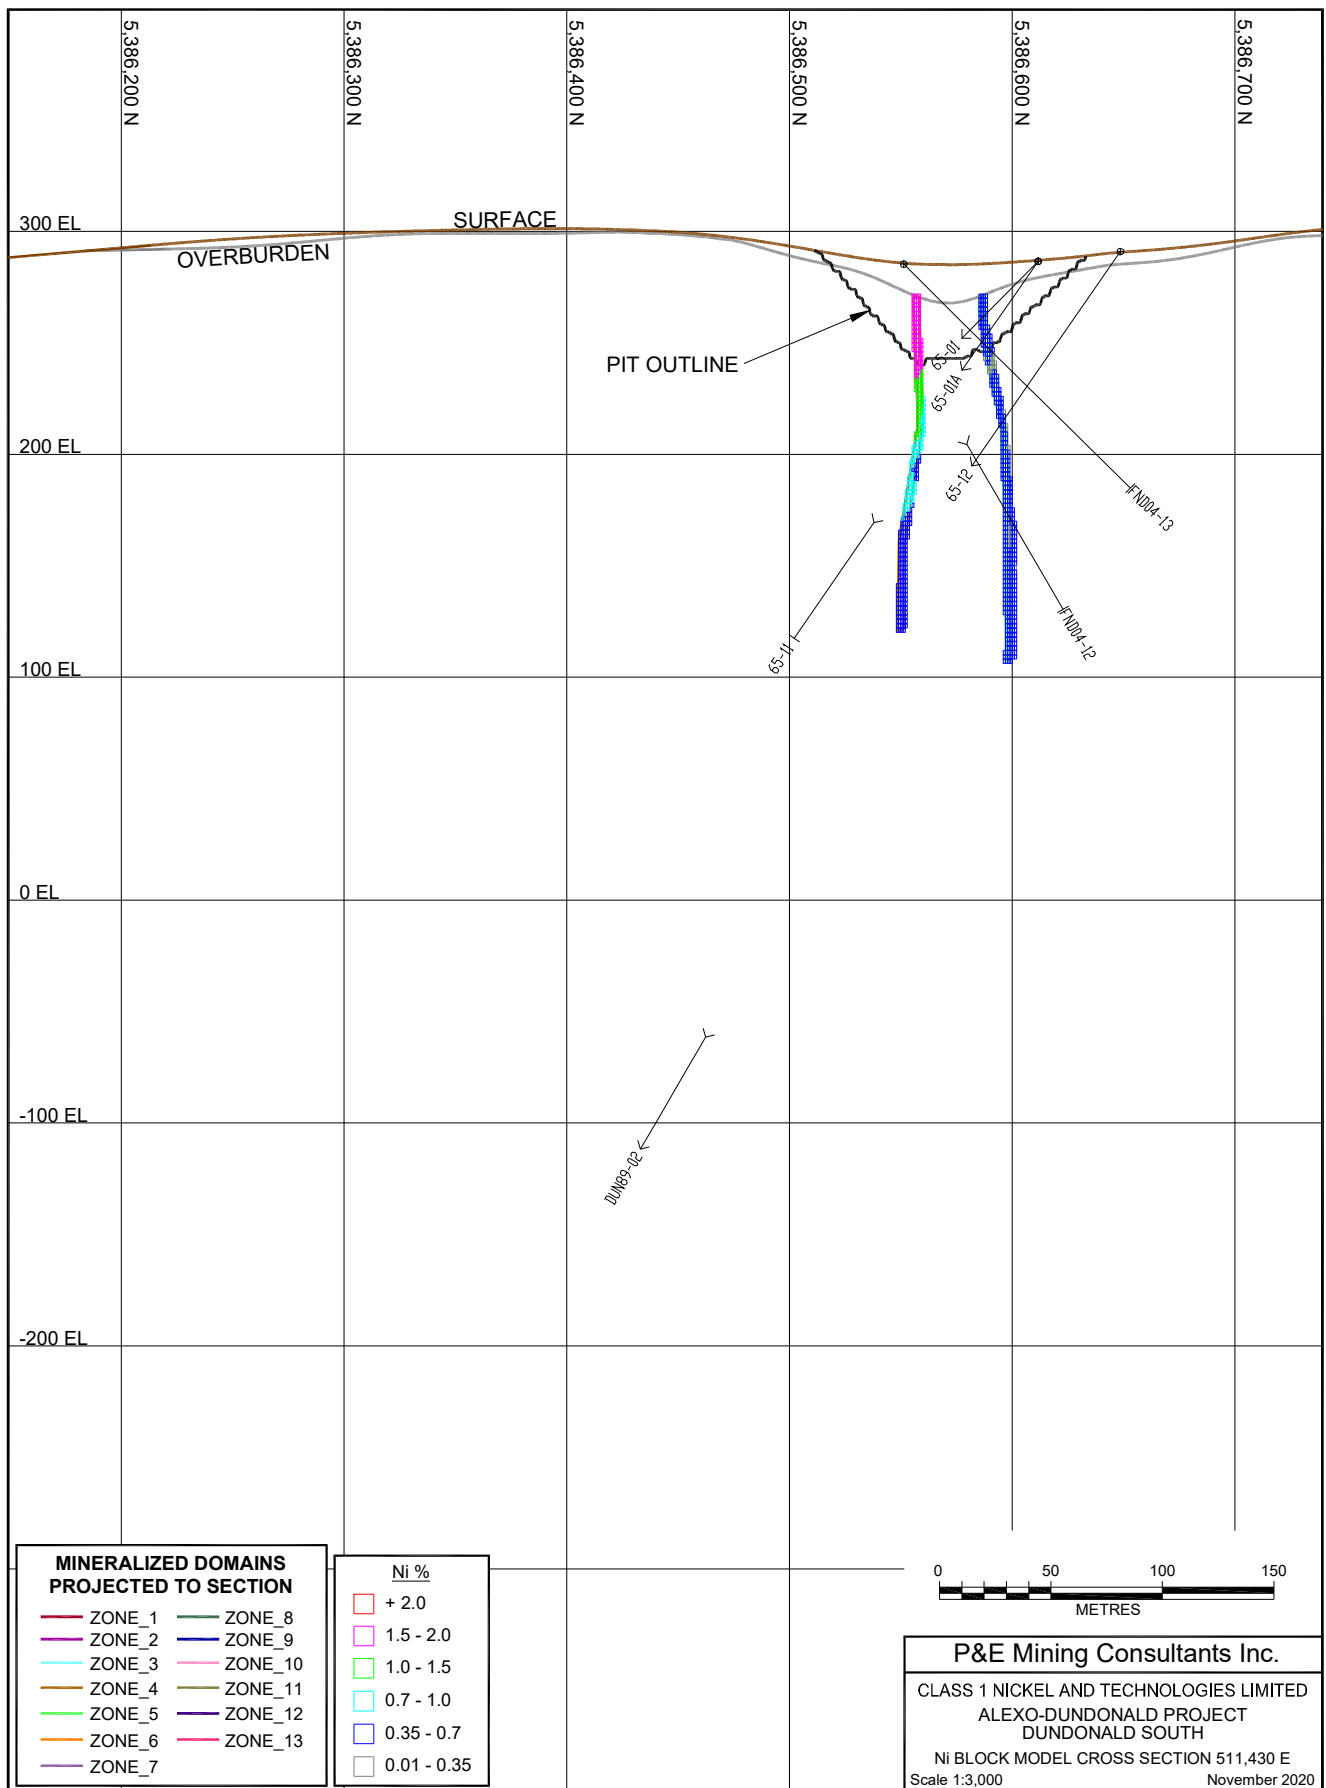 5,386,200 N
5,386,300 N
5,386,400 N
5,386,500 N
5,386,600 N
5,386,700 N
300 EL
SURFACE
OVERBURDEN
PIT OUTLINE
65-01
65-01A
200 EL
65-12
FND04-13
65-11
FND04-12
100 EL
0 EL
-100 EL
DUN89-02
-200 EL
MINERALIZED DOMAINS
PROJECTED TO SECTION
ZONE_1
ZONE_2
ZONE_3
ZONE_4
ZONE_5
ZONE_6
ZONE_7
ZONE_8
ZONE_9
ZONE_10
ZONE_11
ZONE_12
ZONE_13
Ni %
+ 2.0
1.5 - 2.0
1.0 - 1.5
0.7 - 1.0
0.35 - 0.7
0.01 - 0.35
0 50 100 150
METRES
P&E Mining Consultants Inc.
CLASS 1 NICKEL AND TECHNOLOGIES LIMITED
ALEXO-DUNDONALD PROJECT
DUNDONALD SOUTH
Ni BLOCK MODEL CROSS SECTION 511,430 E
Scale 1:3,000 November 2020